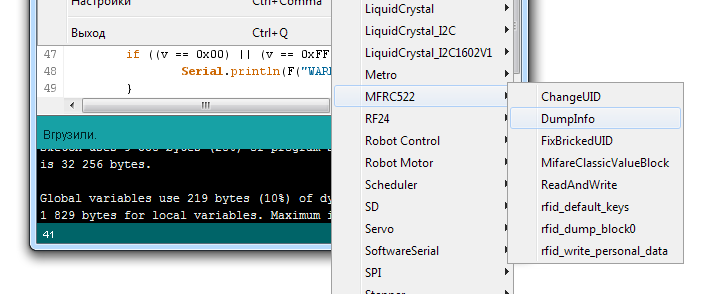 Настройки Ctrl+Comma
Выход Ctrl+Q
47 if ((v == 0x00) || (v == 0xFF
48 Serial.println(F("WAR
49 }
Вгрузили.
is 32 256 bytes.
Global variables use 219 bytes (10%) of dy
1 829 bytes for local variables. Maximum i
41
LiquidCrystal
LiquidCrystal_I2C
LiquidCrystal_I2C1602V1
Metro
MFRC522
RF24
Robot Control
Robot Motor
Scheduler
SD
Servo
SoftwareSerial
SPI
Stepper
ChangeUID
DumpInfo
FixBrickedUID
MifareClassicValueBlock
ReadAndWrite
rfid_default_keys
rfid_dump_block0
rfid_write_personal_data